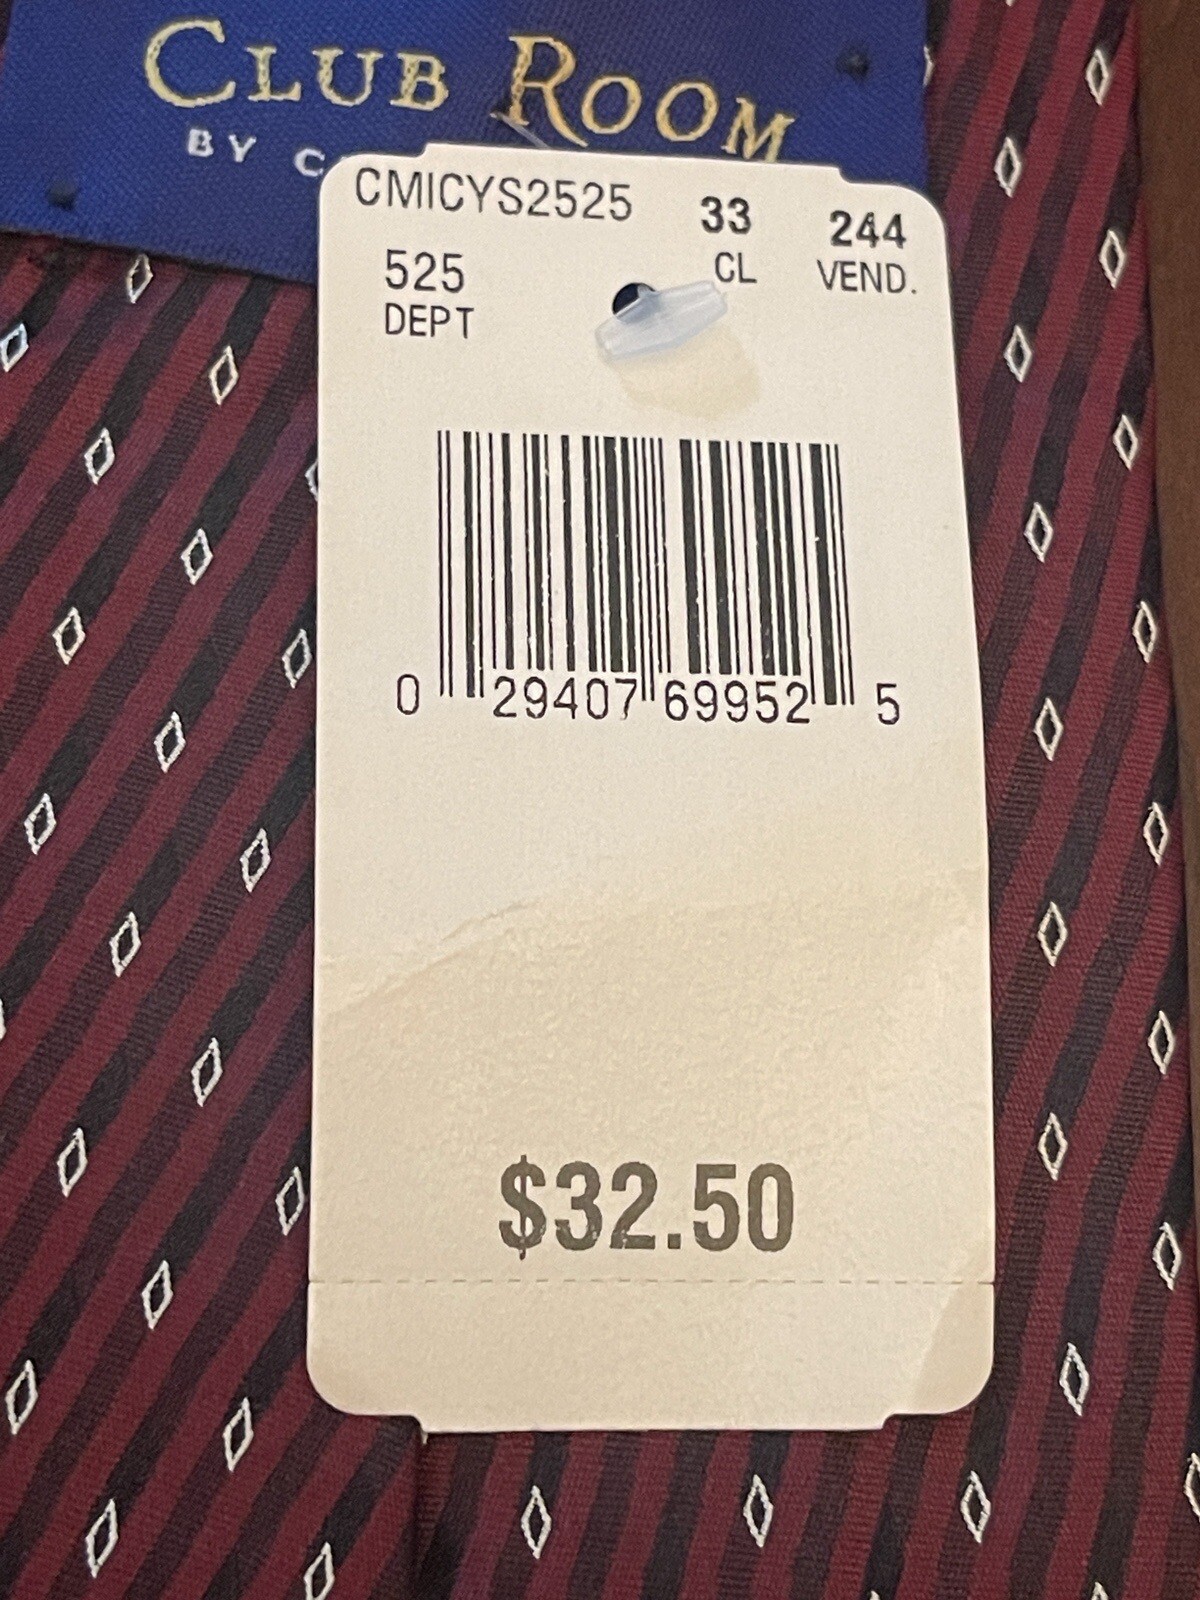 CLUB ROOM
BY C
CMICYS2525 33 244
525 CL VEND.
DEPT
0 29407 69952 5
$32.50